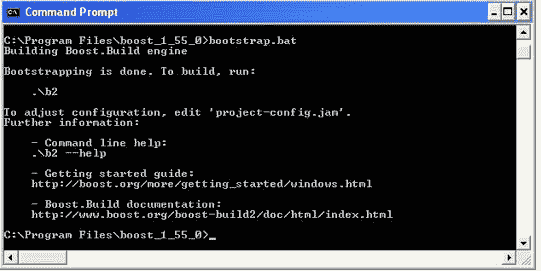 Command Prompt
C:\Program Files\boost_1_55_0>bootstrap.bat
Building Boost.Build engine
Bootstrapping is done. To build, run:
.\b2
To adjust configuration, edit 'project-config.jam'.
Further information:
- Command line help:
.\b2 --help
- Getting started guide:
http://boost.org/more/getting_started/windows.html
- Boost.Build documentation:
http://www.boost.org/boost-build2/doc/html/index.html
C:\Program Files\boost_1_55_0>_